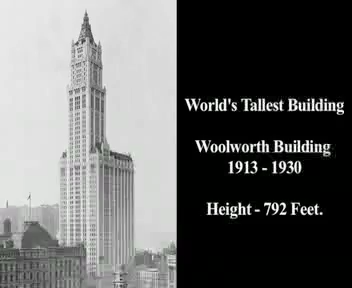 World's Tallest Building
Woolworth Building
1913 - 1930
Height - 792 Feet.